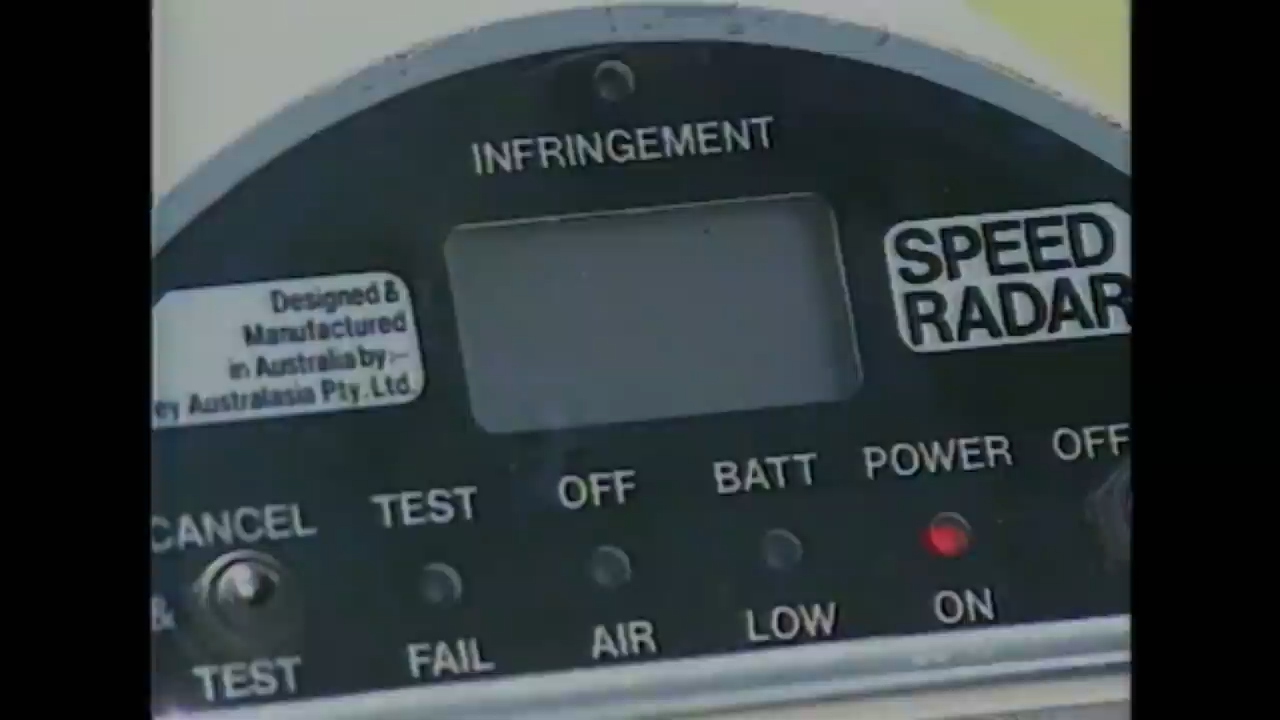 INFRINGEMENT
SPEED
RADAR
Designed &
Manufactured
in Australia by:-
ey Australasia Pty. Ltd.
CANCEL
&
TEST
TEST
FAIL
OFF
AIR
BATT
LOW
POWER
ON
OFF